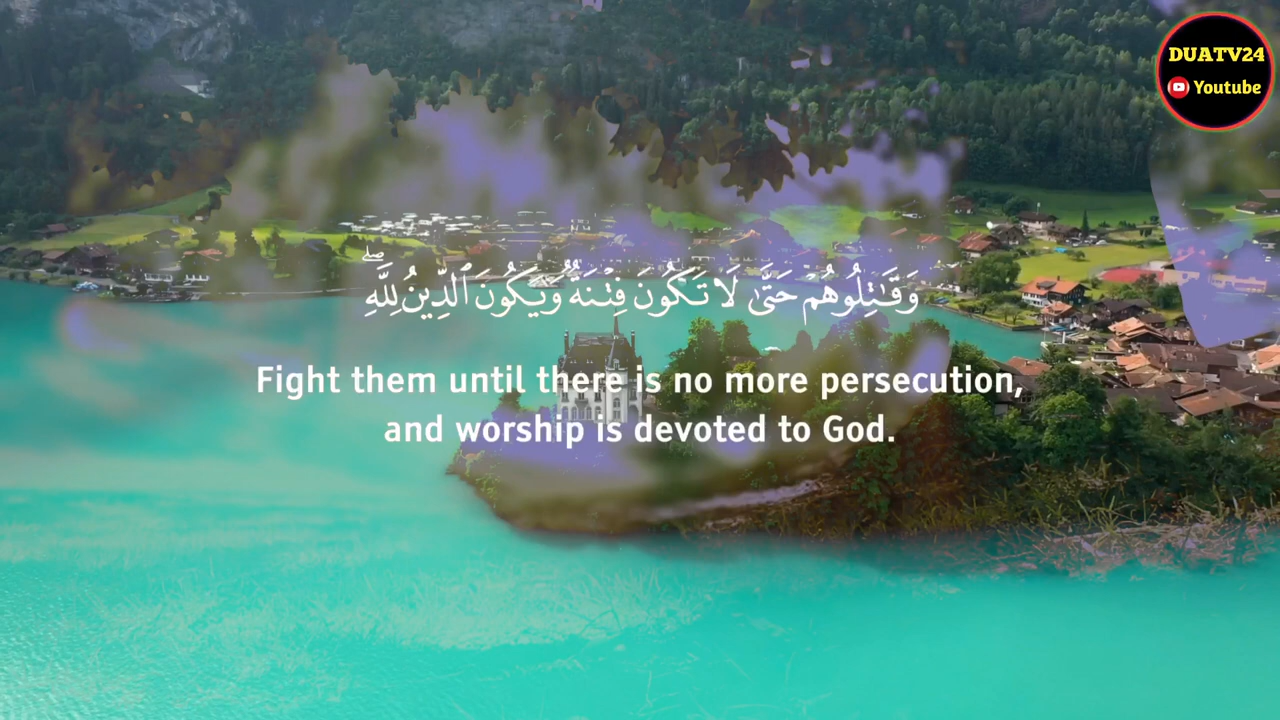 DUATV24
Youtube
وَقَـٰتِلُوهُمْ حَتَّىٰ لَا تَكُونَ فِتْنَةٌ وَيَكُونَ ٱلدِّينُ لِلَّهِ ۖ
Fight them until there is no more persecution,
and worship is devoted to God.